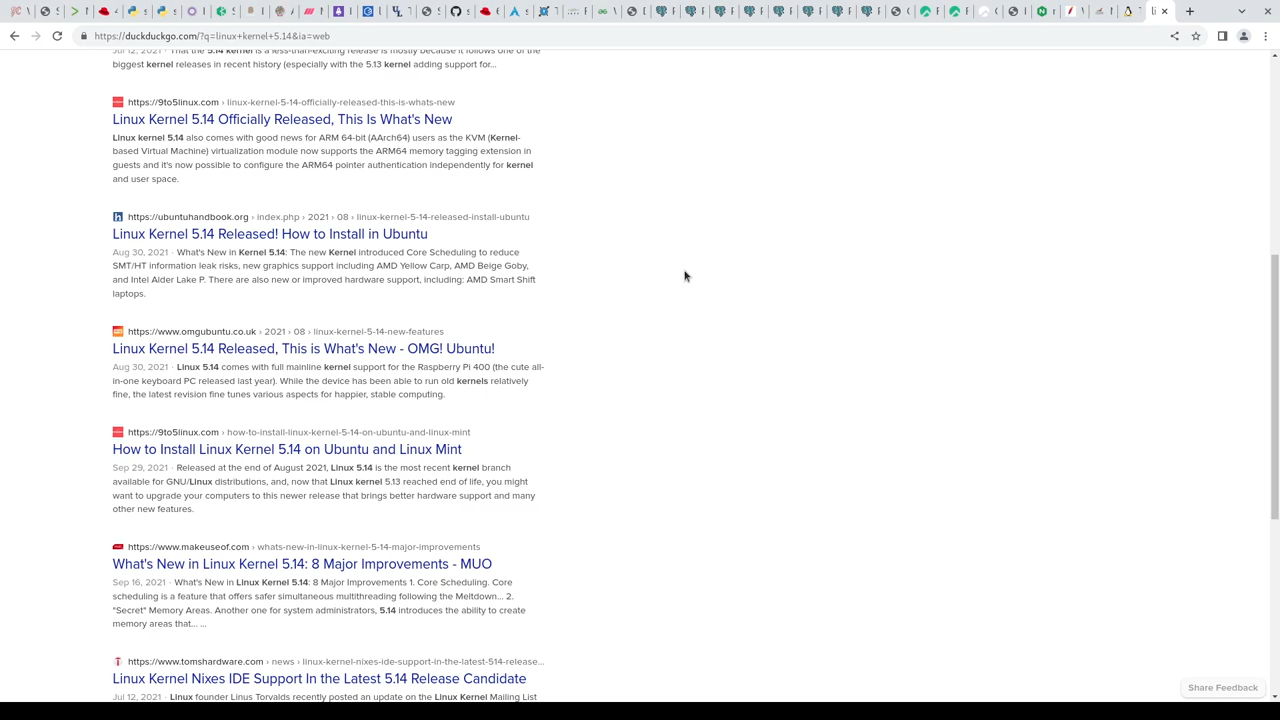 https://duckduckgo.com/?q=linux+kernel+5.14&ia=web
Jul 12, 2021 · That the 5.14 kernel is a less-than-exciting release is mostly because it follows one of the
biggest kernel releases in recent history (especially with the 5.13 kernel adding support for...
https://9to5linux.com › linux-kernel-5-14-officially-released-this-is-whats-new
Linux Kernel 5.14 Officially Released, This Is What's New
Linux kernel 5.14 also comes with good news for ARM 64-bit (AArch64) users as the KVM (Kernel-
based Virtual Machine) virtualization module now supports the ARM64 memory tagging extension in
guests and it's now possible to configure the ARM64 pointer authentication independently for kernel
and user space.
https://ubuntuhandbook.org › index.php › 2021 › 08 › linux-kernel-5-14-released-install-ubuntu
Linux Kernel 5.14 Released! How to Install in Ubuntu
Aug 30, 2021 · What's New in Kernel 5.14: The new Kernel introduced Core Scheduling to reduce
SMT/HT information leak risks, new graphics support including AMD Yellow Carp, AMD Beige Goby,
and Intel Alder Lake P. There are also new or improved hardware support, including: AMD Smart Shift
laptops.
https://www.omgubuntu.co.uk › 2021 › 08 › linux-kernel-5-14-new-features
Linux Kernel 5.14 Released, This is What's New - OMG! Ubuntu!
Aug 30, 2021 · Linux 5.14 comes with full mainline kernel support for the Raspberry Pi 400 (the cute all-
in-one keyboard PC released last year). While the device has been able to run old kernels relatively
fine, the latest revision fine tunes various aspects for happier, stable computing.
https://9to5linux.com › how-to-install-linux-kernel-5-14-on-ubuntu-and-linux-mint
How to Install Linux Kernel 5.14 on Ubuntu and Linux Mint
Sep 29, 2021 · Released at the end of August 2021, Linux 5.14 is the most recent kernel branch
available for GNU/Linux distributions, and, now that Linux kernel 5.13 reached end of life, you might
want to upgrade your computers to this newer release that brings better hardware support and many
other new features.
https://www.makeuseof.com › whats-new-in-linux-kernel-5-14-major-improvements
What's New in Linux Kernel 5.14: 8 Major Improvements - MUO
Sep 16, 2021 · What's New in Linux Kernel 5.14: 8 Major Improvements 1. Core Scheduling. Core
scheduling is a feature that offers safer simultaneous multithreading following the Meltdown... 2.
"Secret" Memory Areas. Another one for system administrators, 5.14 introduces the ability to create
memory areas that... ...
https://www.tomshardware.com › news › linux-kernel-nixes-ide-support-in-the-latest-514-release...
Linux Kernel Nixes IDE Support In the Latest 5.14 Release Candidate
Jul 12, 2021 · Linux founder Linus Torvalds recently posted an update on the Linux Kernel Mailing List
Share Feedback